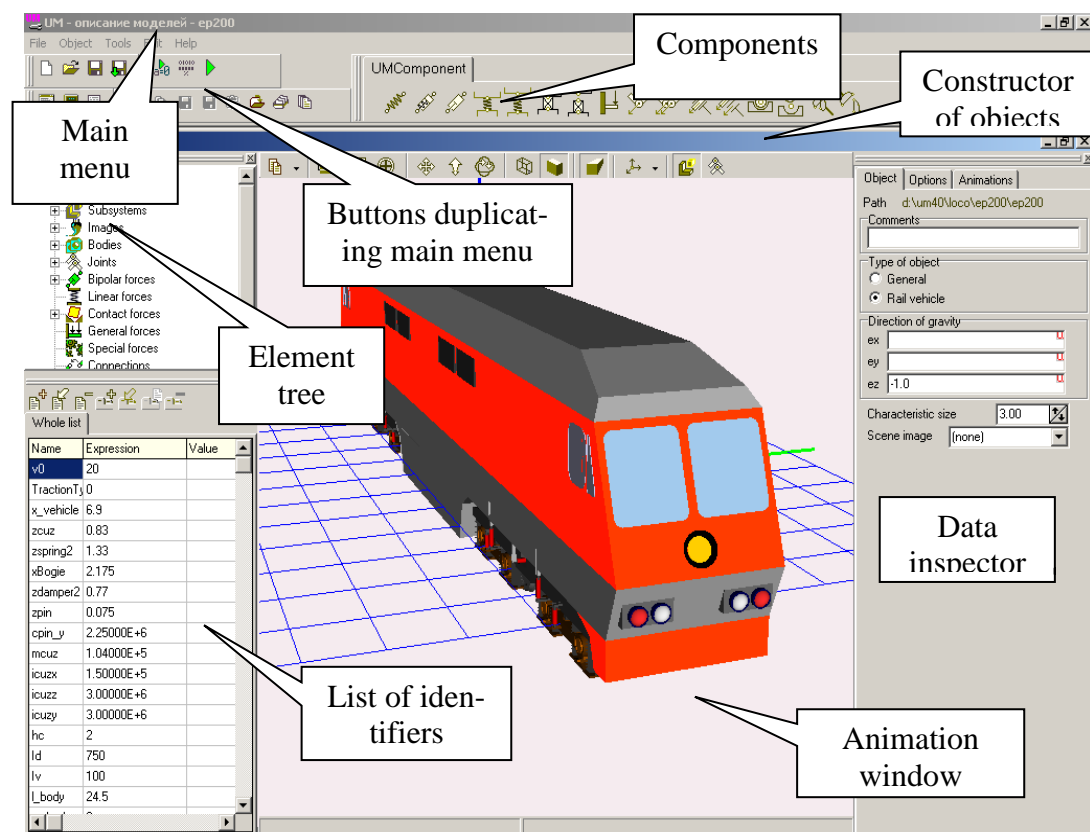 UM - описание моделей - ep200
File Object Tools Edit Help
UMComponent
Components
Constructor
of objects
Main
menu
Buttons duplicat-
ing main menu
Subsystems
Images
Bodies
Joints
Bipolar forces
Linear forces
Contact forces
General forces
Special forces
Connections
Element
tree
Object Options Animations
Path d:\um40\loco\ep200\ep200
Comments
Type of object
General
Rail vehicle
Direction of gravity
ex
ey
ez -1.0
Characteristic size 3.00
Scene image (none)
Data
inspector
Whole list
Name Expression Value
v0 20
TractionTy 0
x_vehicle 6.9
zcuz 0.83
zspring2 1.33
xBogie 2.175
zdamper2 0.77
zpin 0.075
cpin_y 2.25000E+6
mcuz 1.04000E+5
icuzx 1.50000E+5
icuzz 3.00000E+6
icuzy 3.00000E+6
hc 2
ld 750
lv 100
l_body 24.5
List of iden-
tifiers
Animation
window